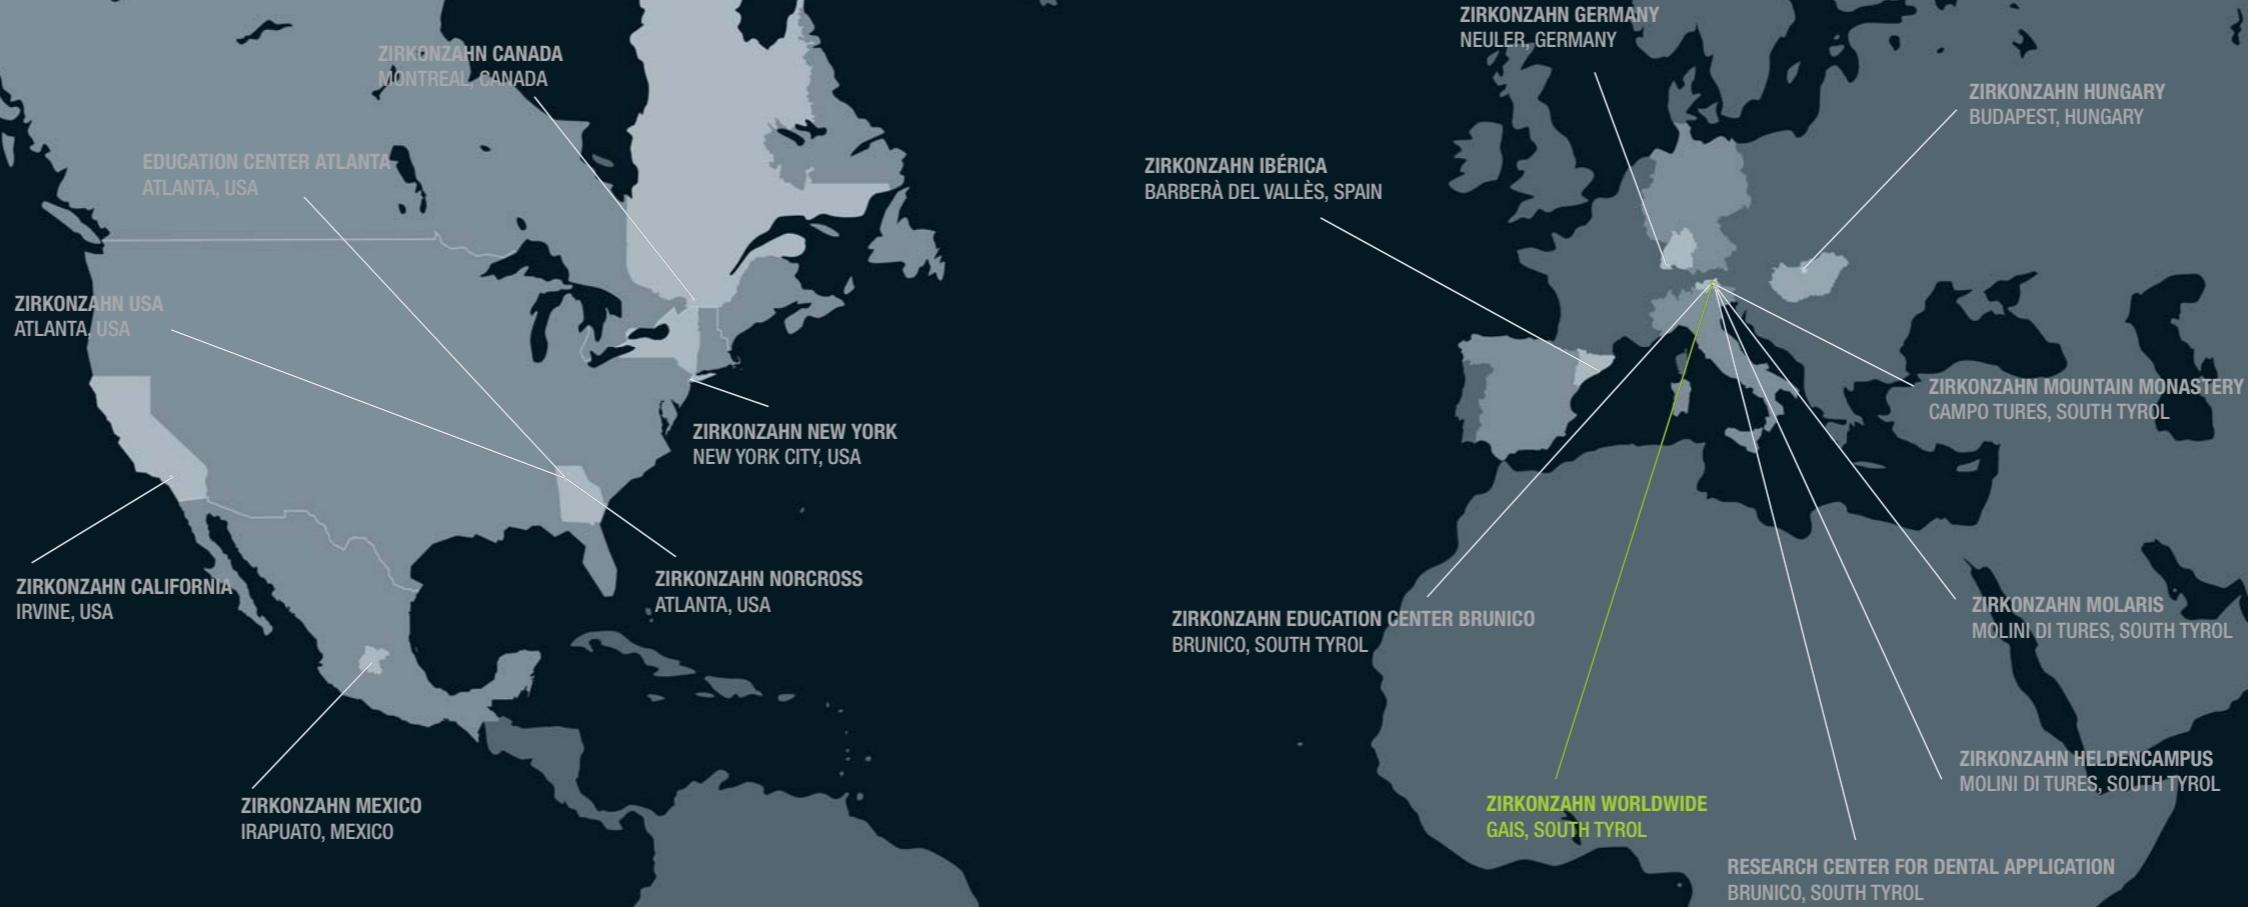 ZIRKONZAHN CANADA
MONTREAL, CANADA
EDUCATION CENTER ATLANTA
ATLANTA, USA
ZIRKONZAHN USA
ATLANTA, USA
ZIRKONZAHN NEW YORK
NEW YORK CITY, USA
ZIRKONZAHN CALIFORNIA
IRVINE, USA
ZIRKONZAHN NORCROSS
ATLANTA, USA
ZIRKONZAHN MEXICO
IRAPUATO, MEXICO
ZIRKONZAHN GERMANY
NEULER, GERMANY
ZIRKONZAHN HUNGARY
BUDAPEST, HUNGARY
ZIRKONZAHN IBÉRICA
BARBERÀ DEL VALLÈS, SPAIN
ZIRKONZAHN MOUNTAIN MONASTERY
CAMPO TURES, SOUTH TYROL
ZIRKONZAHN EDUCATION CENTER BRUNICO
BRUNICO, SOUTH TYROL
ZIRKONZAHN MOLARIS
MOLINI DI TURES, SOUTH TYROL
ZIRKONZAHN HELDENCAMPUS
MOLINI DI TURES, SOUTH TYROL
ZIRKONZAHN WORLDWIDE
GAIS, SOUTH TYROL
RESEARCH CENTER FOR DENTAL APPLICATION
BRUNICO, SOUTH TYROL